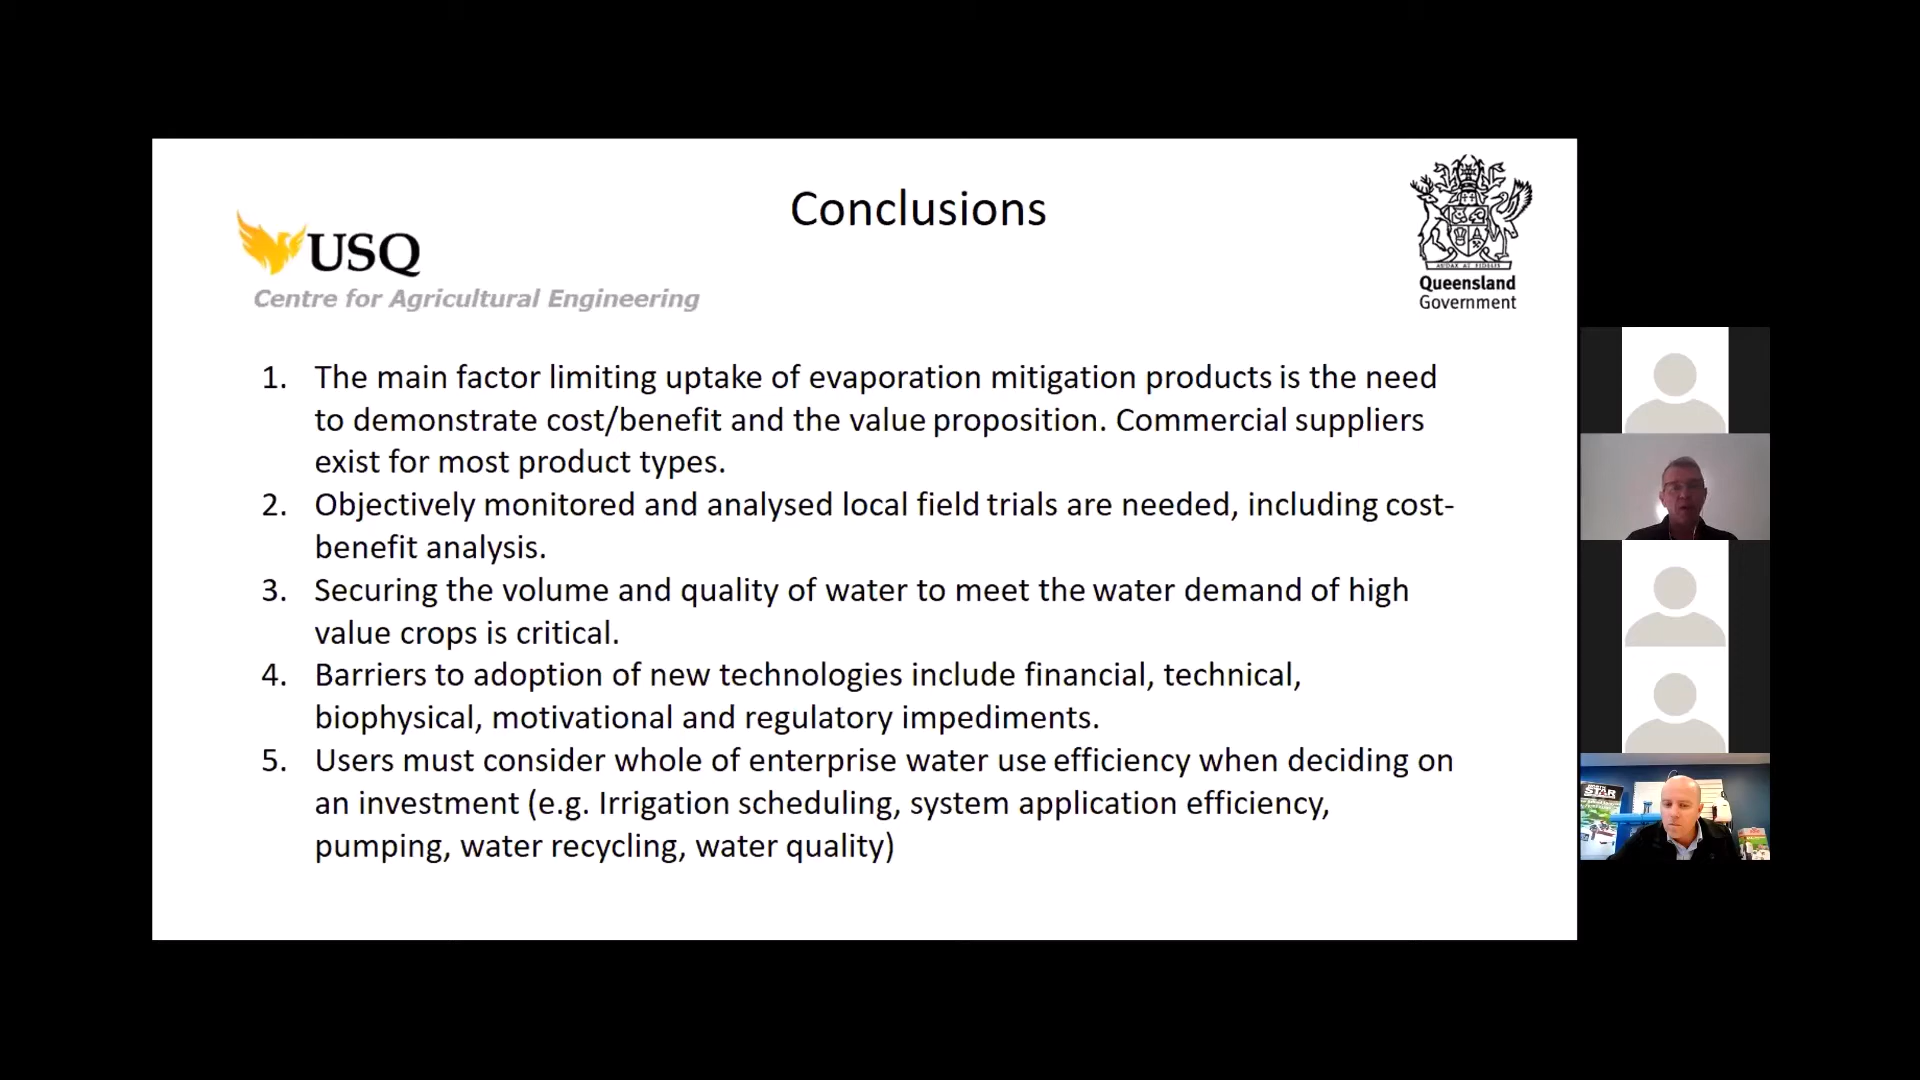 Conclusions
USQ
Centre for Agricultural Engineering
Queensland
Government
1. The main factor limiting uptake of evaporation mitigation products is the need
to demonstrate cost/benefit and the value proposition. Commercial suppliers
exist for most product types.
2. Objectively monitored and analysed local field trials are needed, including cost-
benefit analysis.
3. Securing the volume and quality of water to meet the water demand of high
value crops is critical.
4. Barriers to adoption of new technologies include financial, technical,
biophysical, motivational and regulatory impediments.
5. Users must consider whole of enterprise water use efficiency when deciding on
an investment (e.g. Irrigation scheduling, system application efficiency,
pumping, water recycling, water quality)
STAR